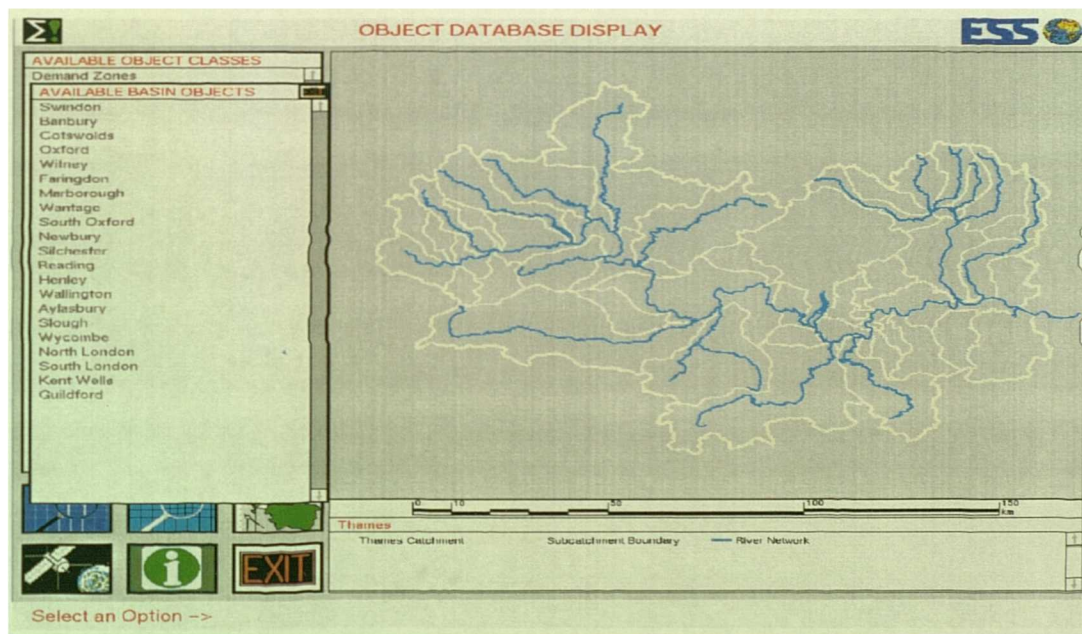 Σ!
OBJECT DATABASE DISPLAY
ESS
AVAILABLE OBJECT CLASSES
Demand Zones
AVAILABLE BASIN OBJECTS
Swindon
Banbury
Cotswolds
Oxford
Witney
Faringdon
Marborough
Wantage
South Oxford
Newbury
Silchester
Reading
Henley
Wallington
Aylasbury
Slough
Wycombe
North London
South London
Kent Wells
Guildford
0 10 50 100 150
km
Thames
Thames Catchment Subcatchment Boundary River Network
i EXIT
Select an Option ->